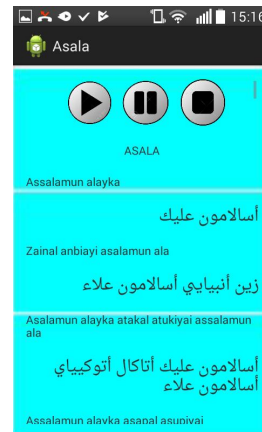 15:16
Asala
ASALA
Assalamun alayka
أسالامون عليك
Zainal anbiayi asalamun ala
زين أنبيايي أسالامون علاء
Asalamun alayka atakal atukiyai assalamun
ala
أسالامون عليك أتاكال أتوكيياي
أسالامون علاء
Assalamun alayka asapal asupiyai